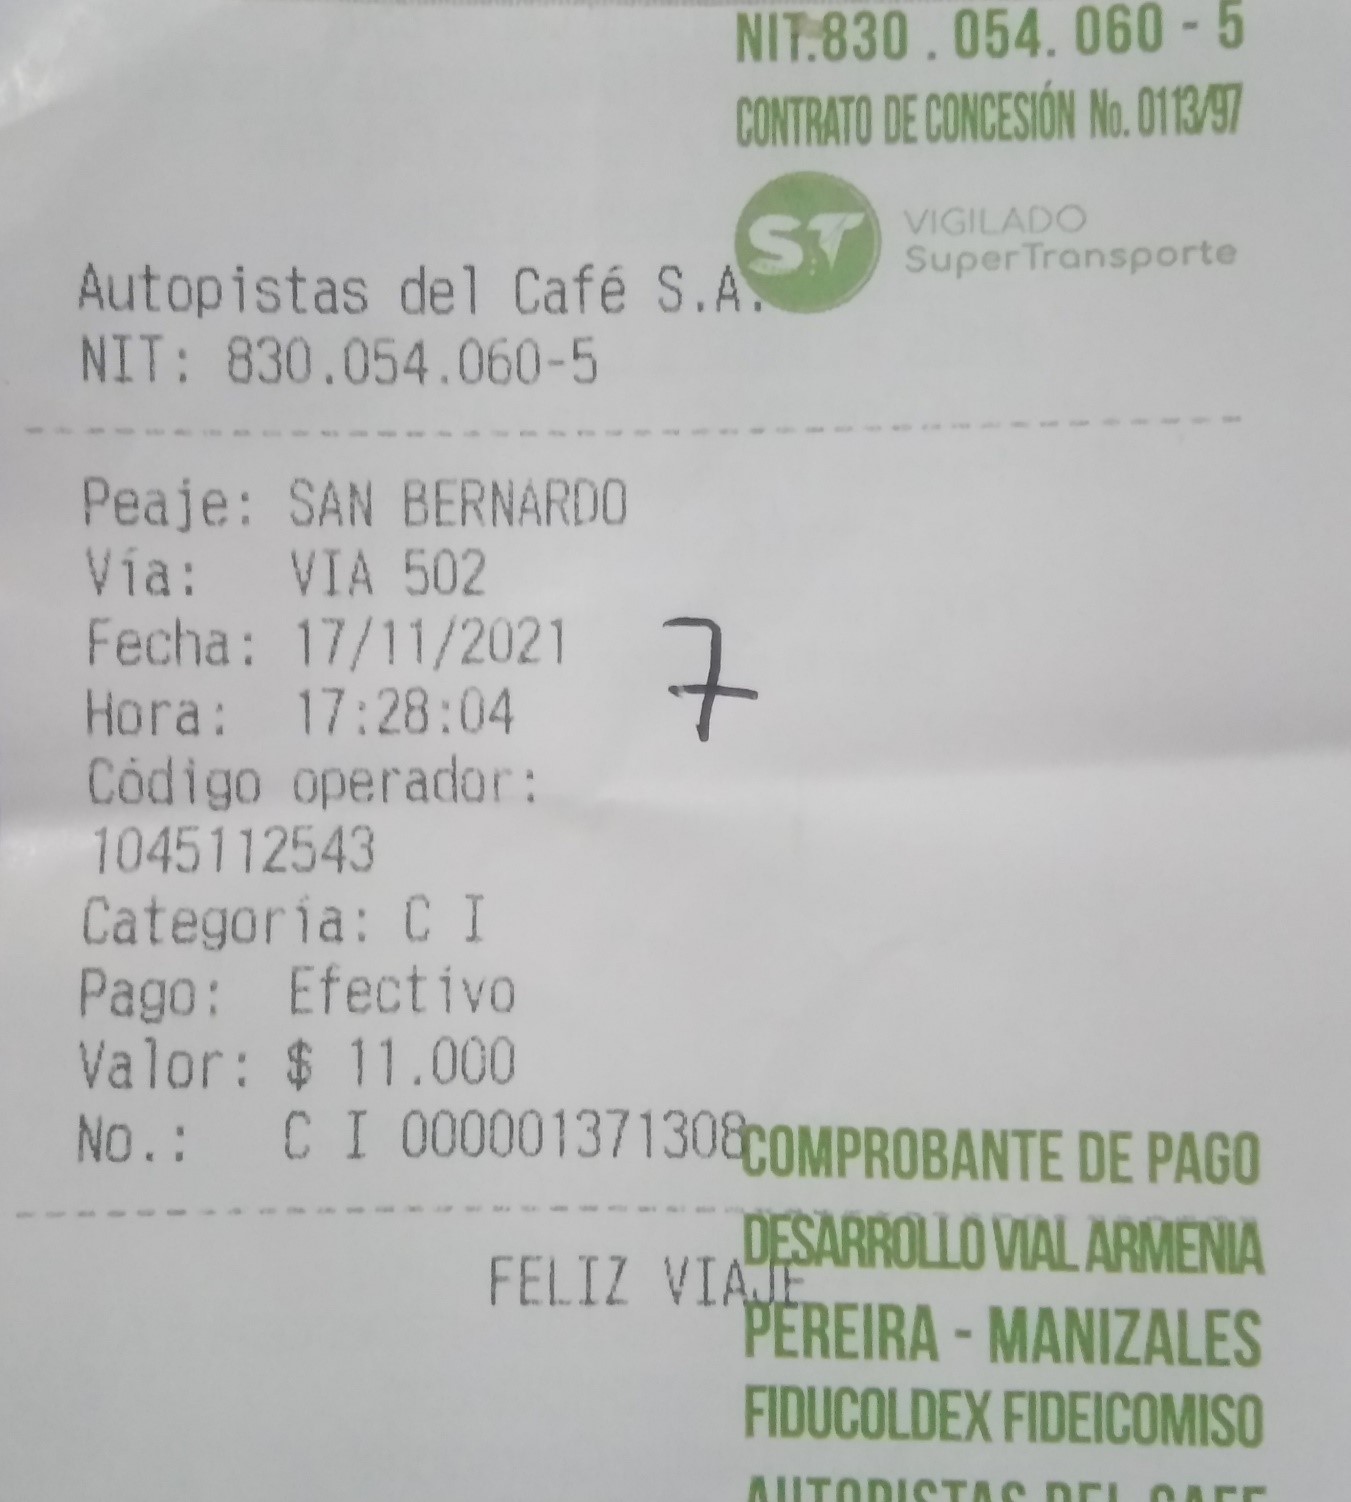 NIT.830.054.060-5
CONTRATO DE CONCESIÓN No. 0113/97
ST
VIGILADO
SuperTransporte
Autopistas del Café S.A.
NIT: 830.054.060-5
Peaje: SAN BERNARDO
Vía: VIA 502
Fecha: 17/11/2021
7
Hora: 17:28:04
Código operador:
1045112543
Categoría: C I
Pago: Efectivo
Valor: $ 11.000
No.: C I 000001371308
COMPROBANTE DE PAGO
DESARROLLO VIAL ARMENIA
FELIZ VIAJE
PEREIRA - MANIZALES
FIDUCOLDEX FIDEICOMISO
AUTOPISTAS DEL CAFE